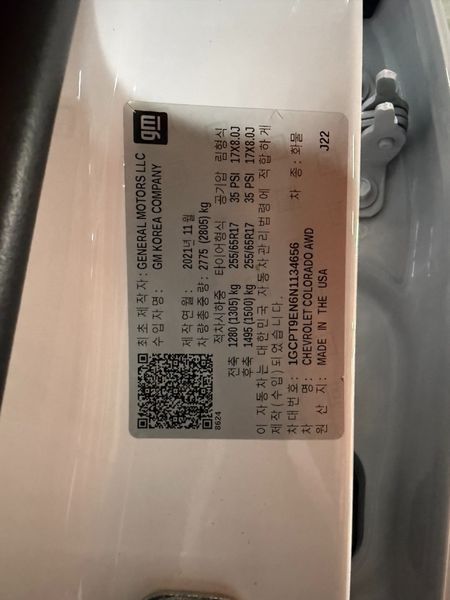 gm
최초 제작자: GENERAL MOTORS LLC
수입자명: GM KOREA COMPANY
제작연월: 2021년 11월
차량총중량: 2775 (2805) kg
적차시하중 타이어형식 공기압 림형식
전축 1280 (1305) kg 255/65R17 35 PSI 17X8.0J
후축 1495 (1500) kg 255/65R17 35 PSI 17X8.0J
이 자동차는 대한민국 자동차관리법령에 적합하게
제작(수입)되었습니다.
차대번호: 1GCPT9EN6N1134656
차 명: CHEVROLET COLORADO AWD 차 종: 화물
원산지: MADE IN THE USA J22
8624